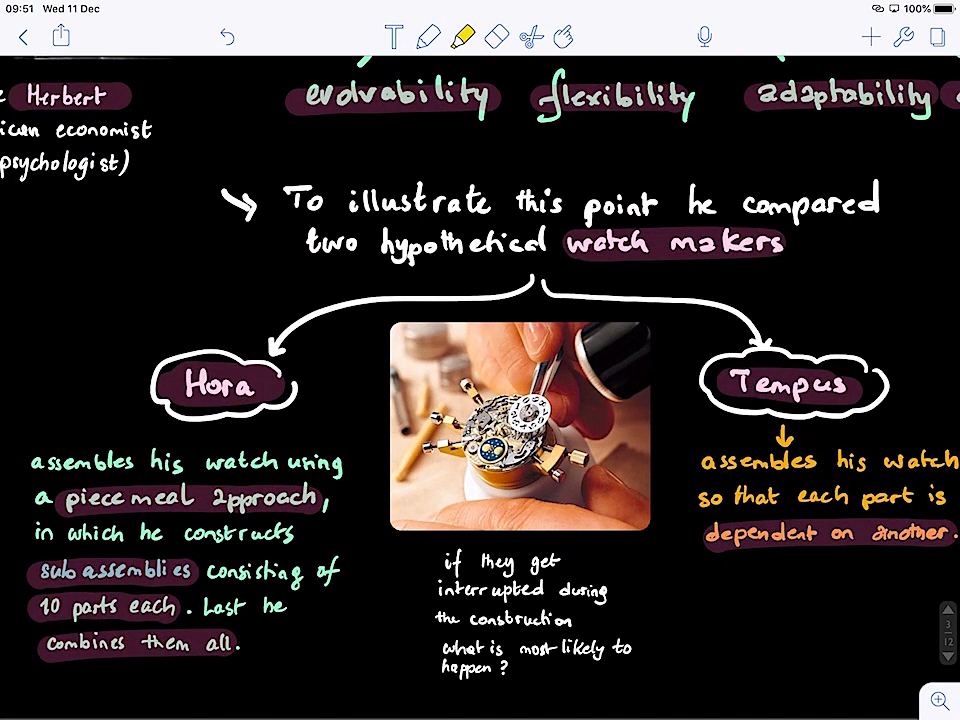 09:51 Wed 11 Dec
100%
T
e Herbert
ican economist
psychologist)
evolvability flexibility adaptability
To illustrate this point he compared
two hypothetical watch makers
Hora
assembles his watch using
a piecemeal approach,
in which he constructs
sub assemblies consisting of
10 parts each. Last he
combines them all.
if they get
interrupted during
the construction
what is most likely to
happen?
Tempus
assembles his watch
so that each part is
dependent on another.
3
12